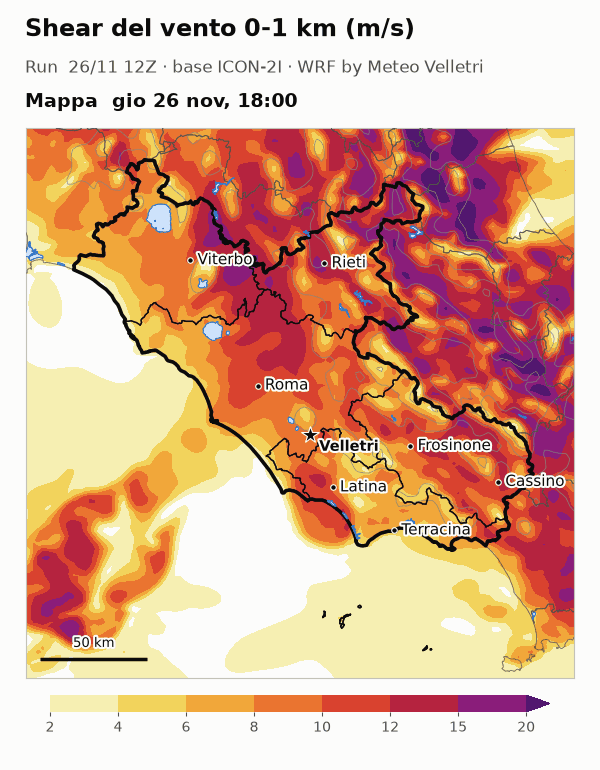 Shear del vento 0-1 km (m/s)
Run 26/11 12Z · base ICON-2I · WRF by Meteo Velletri
Mappa gio 26 nov, 18:00
Viterbo
Rieti
Roma
Velletri
Frosinone
Latina
Cassino
Terracina
50 km
2 4 6 8 10 12 15 20